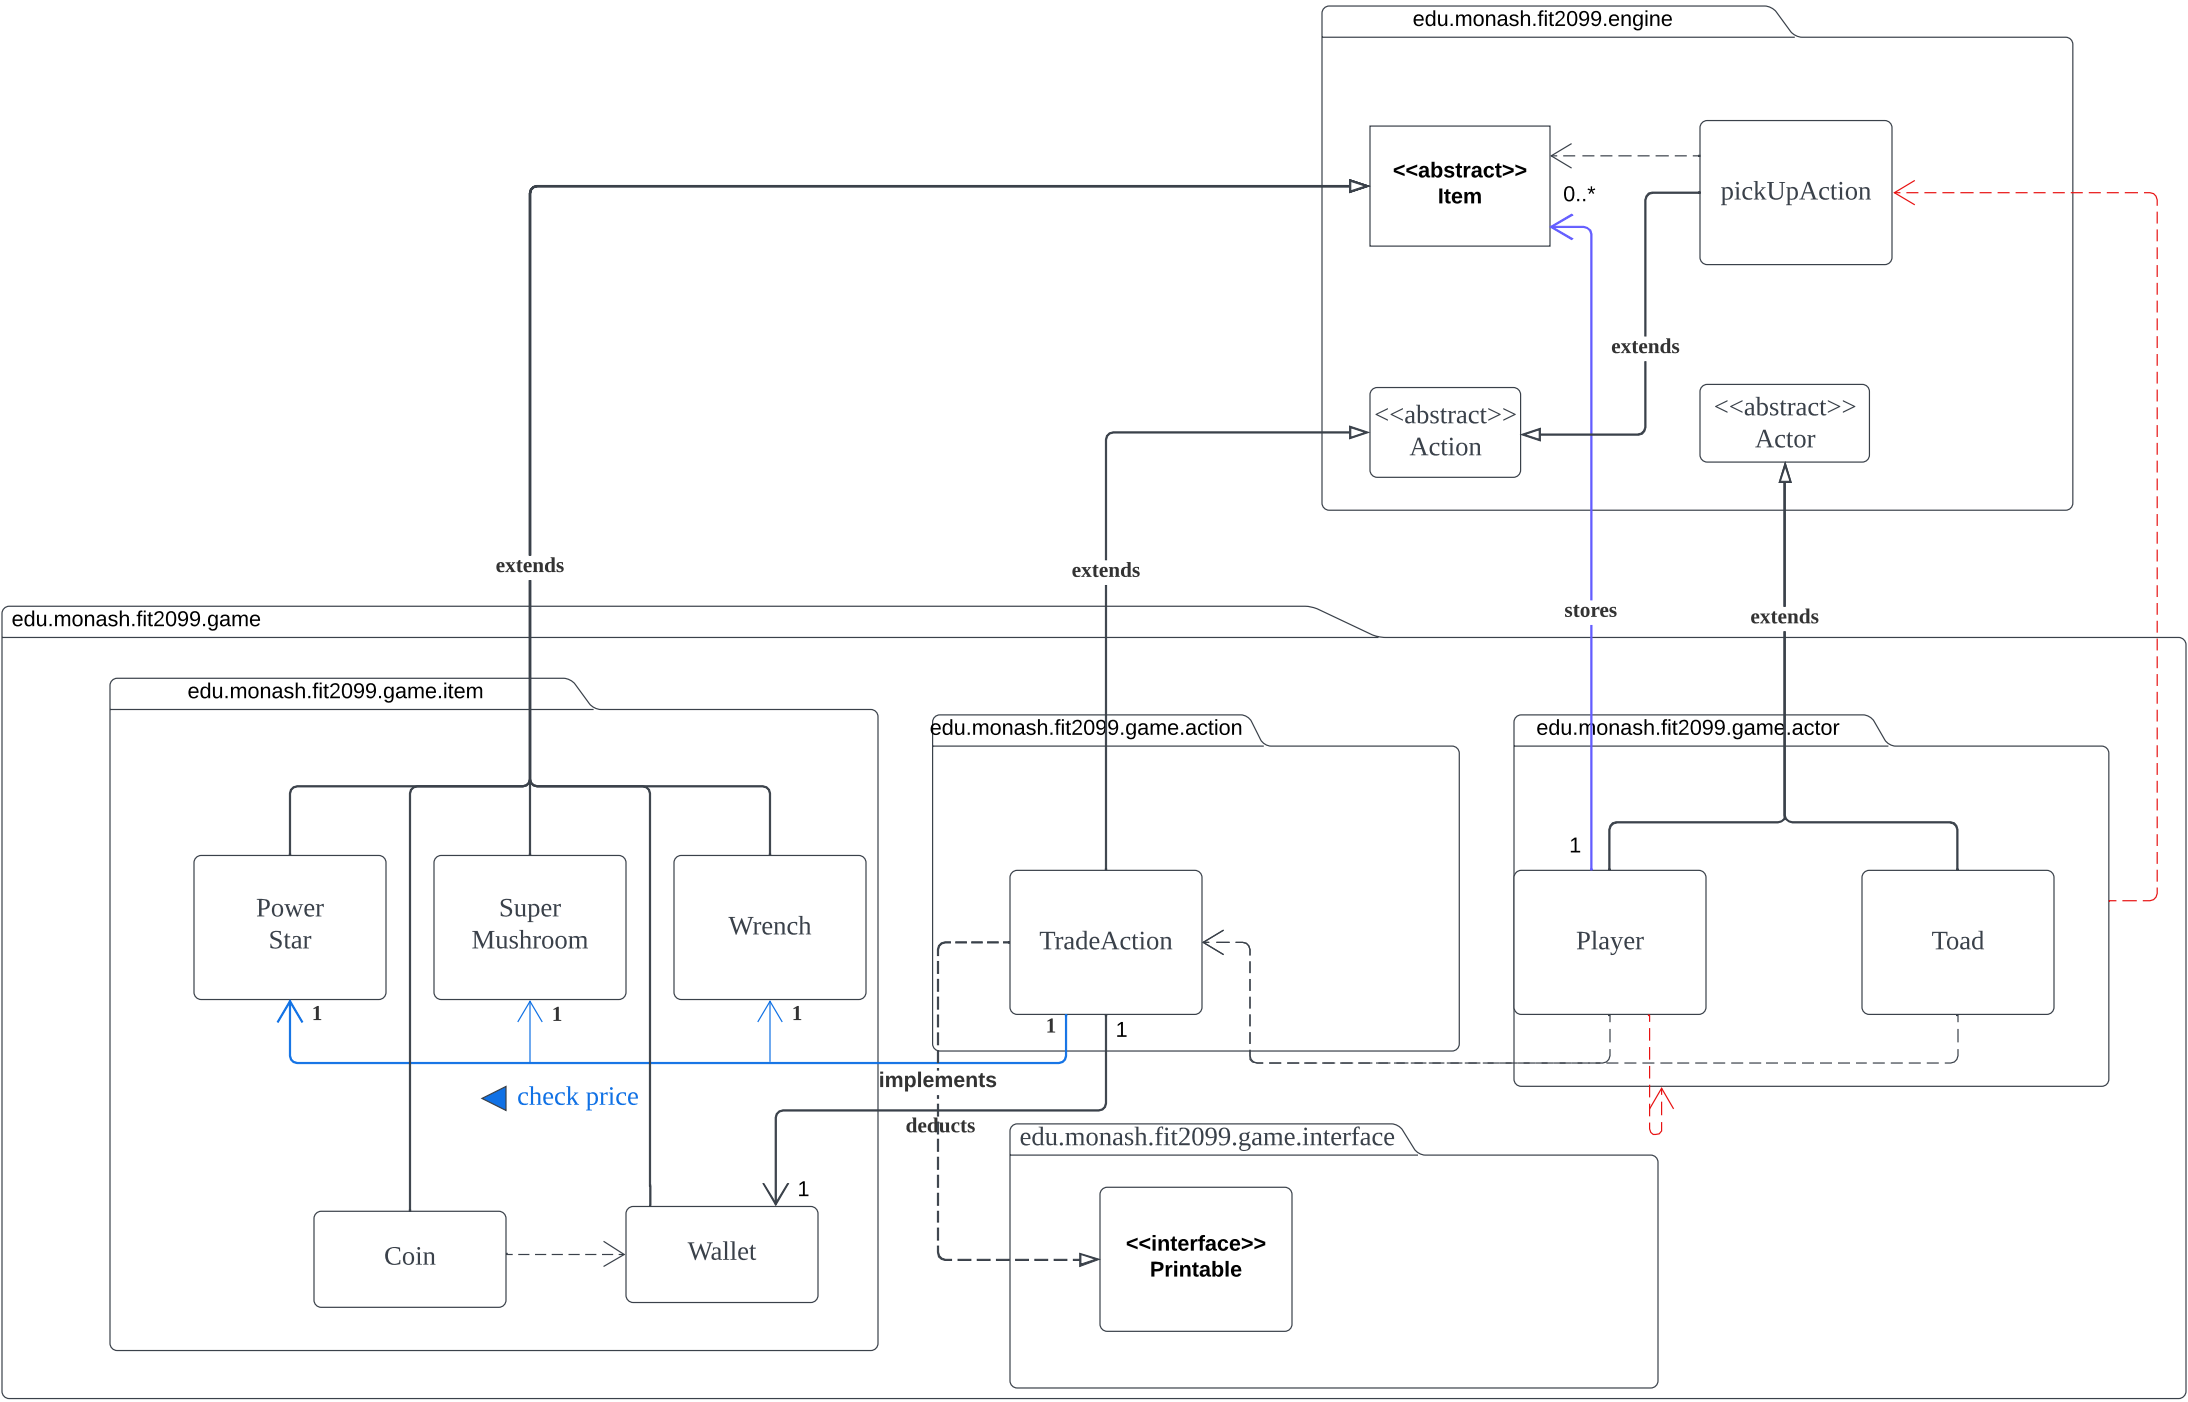 edu.monash.fit2099.engine
<<abstract>>
Item
0..*
pickUpAction
extends
<<abstract>>
Action
<<abstract>>
Actor
extends
extends
stores
extends
edu.monash.fit2099.game
edu.monash.fit2099.game.item
edu.monash.fit2099.game.action
edu.monash.fit2099.game.actor
1
Power
Star
Super
Mushroom
Wrench
TradeAction
Player
Toad
1
1
1
1
1
implements
check price
deducts
edu.monash.fit2099.game.interface
1
Coin
Wallet
<<interface>>
Printable